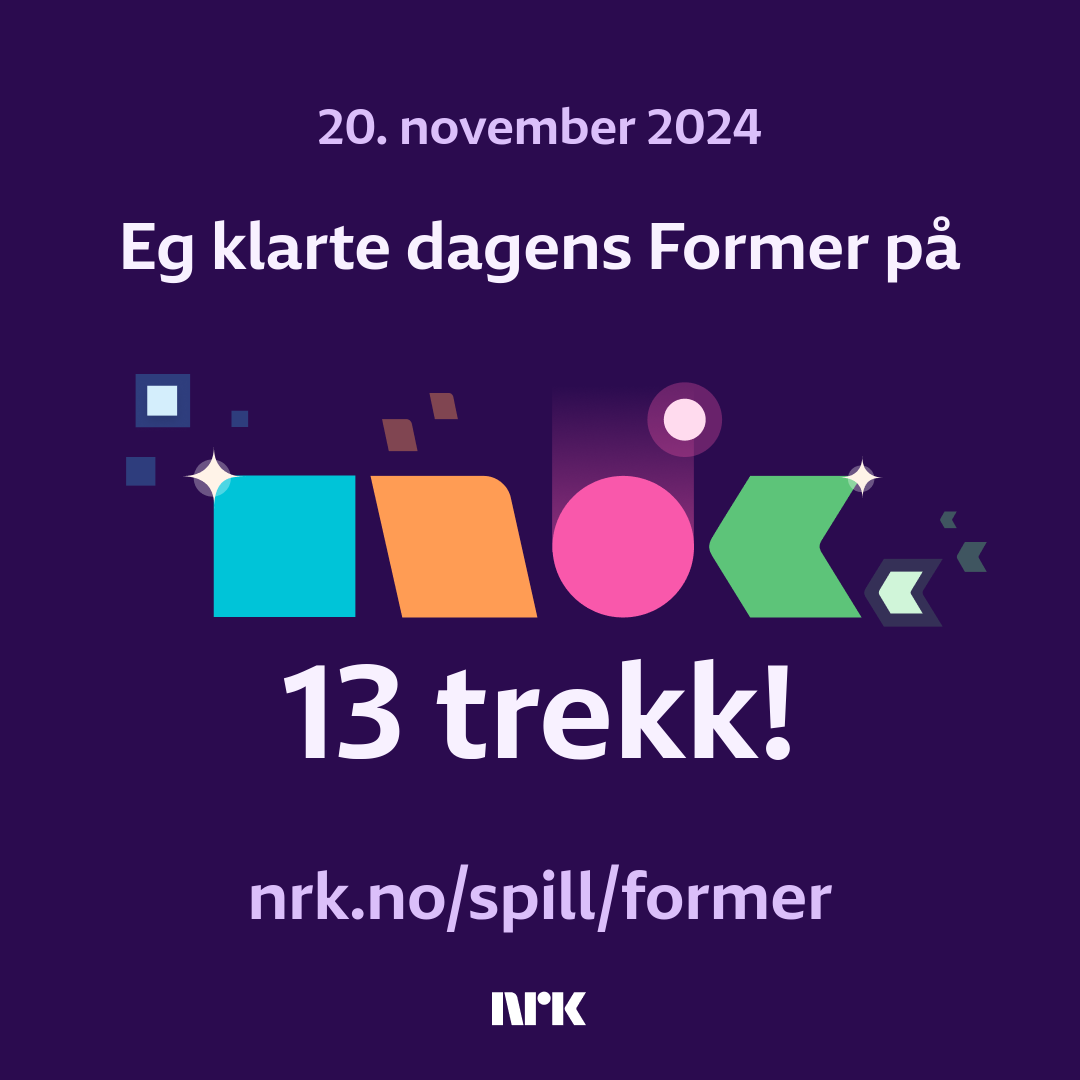 20. november 2024
Eg klarte dagens Former på
13 trekk!
nrk.no/spill/former
NRK